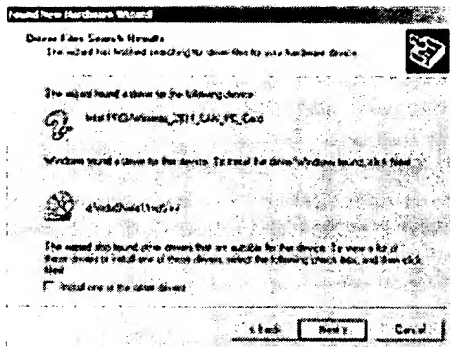 Found New Hardware Wizard
Driver Files Search Results
The wizard has finished searching for driver files for your hardware device.
The wizard found a driver for the following device:
Intel PRO/Wireless_2011_LAN_PC_Card
Windows found a driver for this device. To install the driver Windows found, click Next.
The wizard also found other drivers that are suitable for this device. To view a list of
these drivers or install one of these drivers, select the following check box, and then click
Next.
Install one of the other drivers
< Back
Next >
Cancel